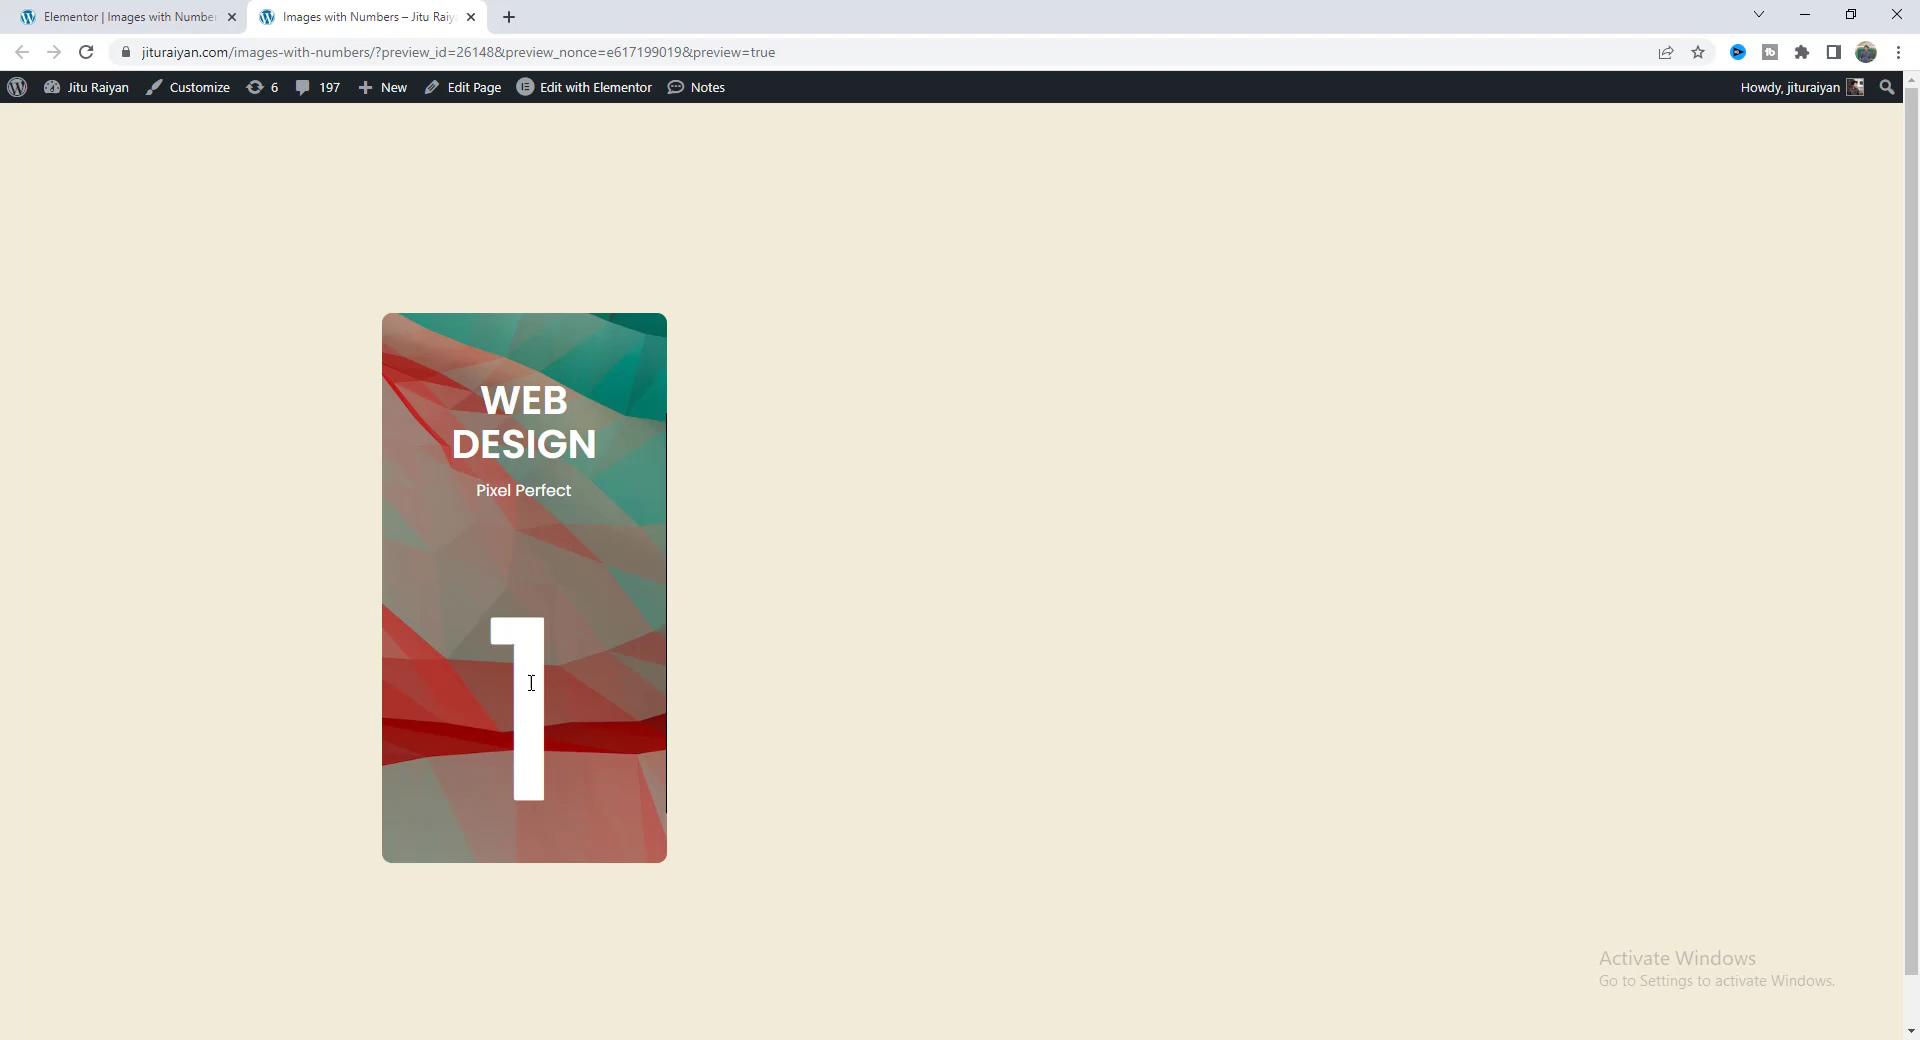 Elementor | Images with Number
Images with Numbers – Jitu Raiya
jituraiyan.com/images-with-numbers/?preview_id=26148&preview_nonce=e617199019&preview=true
Jitu Raiyan
Customize
6
197
New
Edit Page
Edit with Elementor
Notes
Howdy, jituraiyan
WEB
DESIGN
Pixel Perfect
1
Activate Windows
Go to Settings to activate Windows.